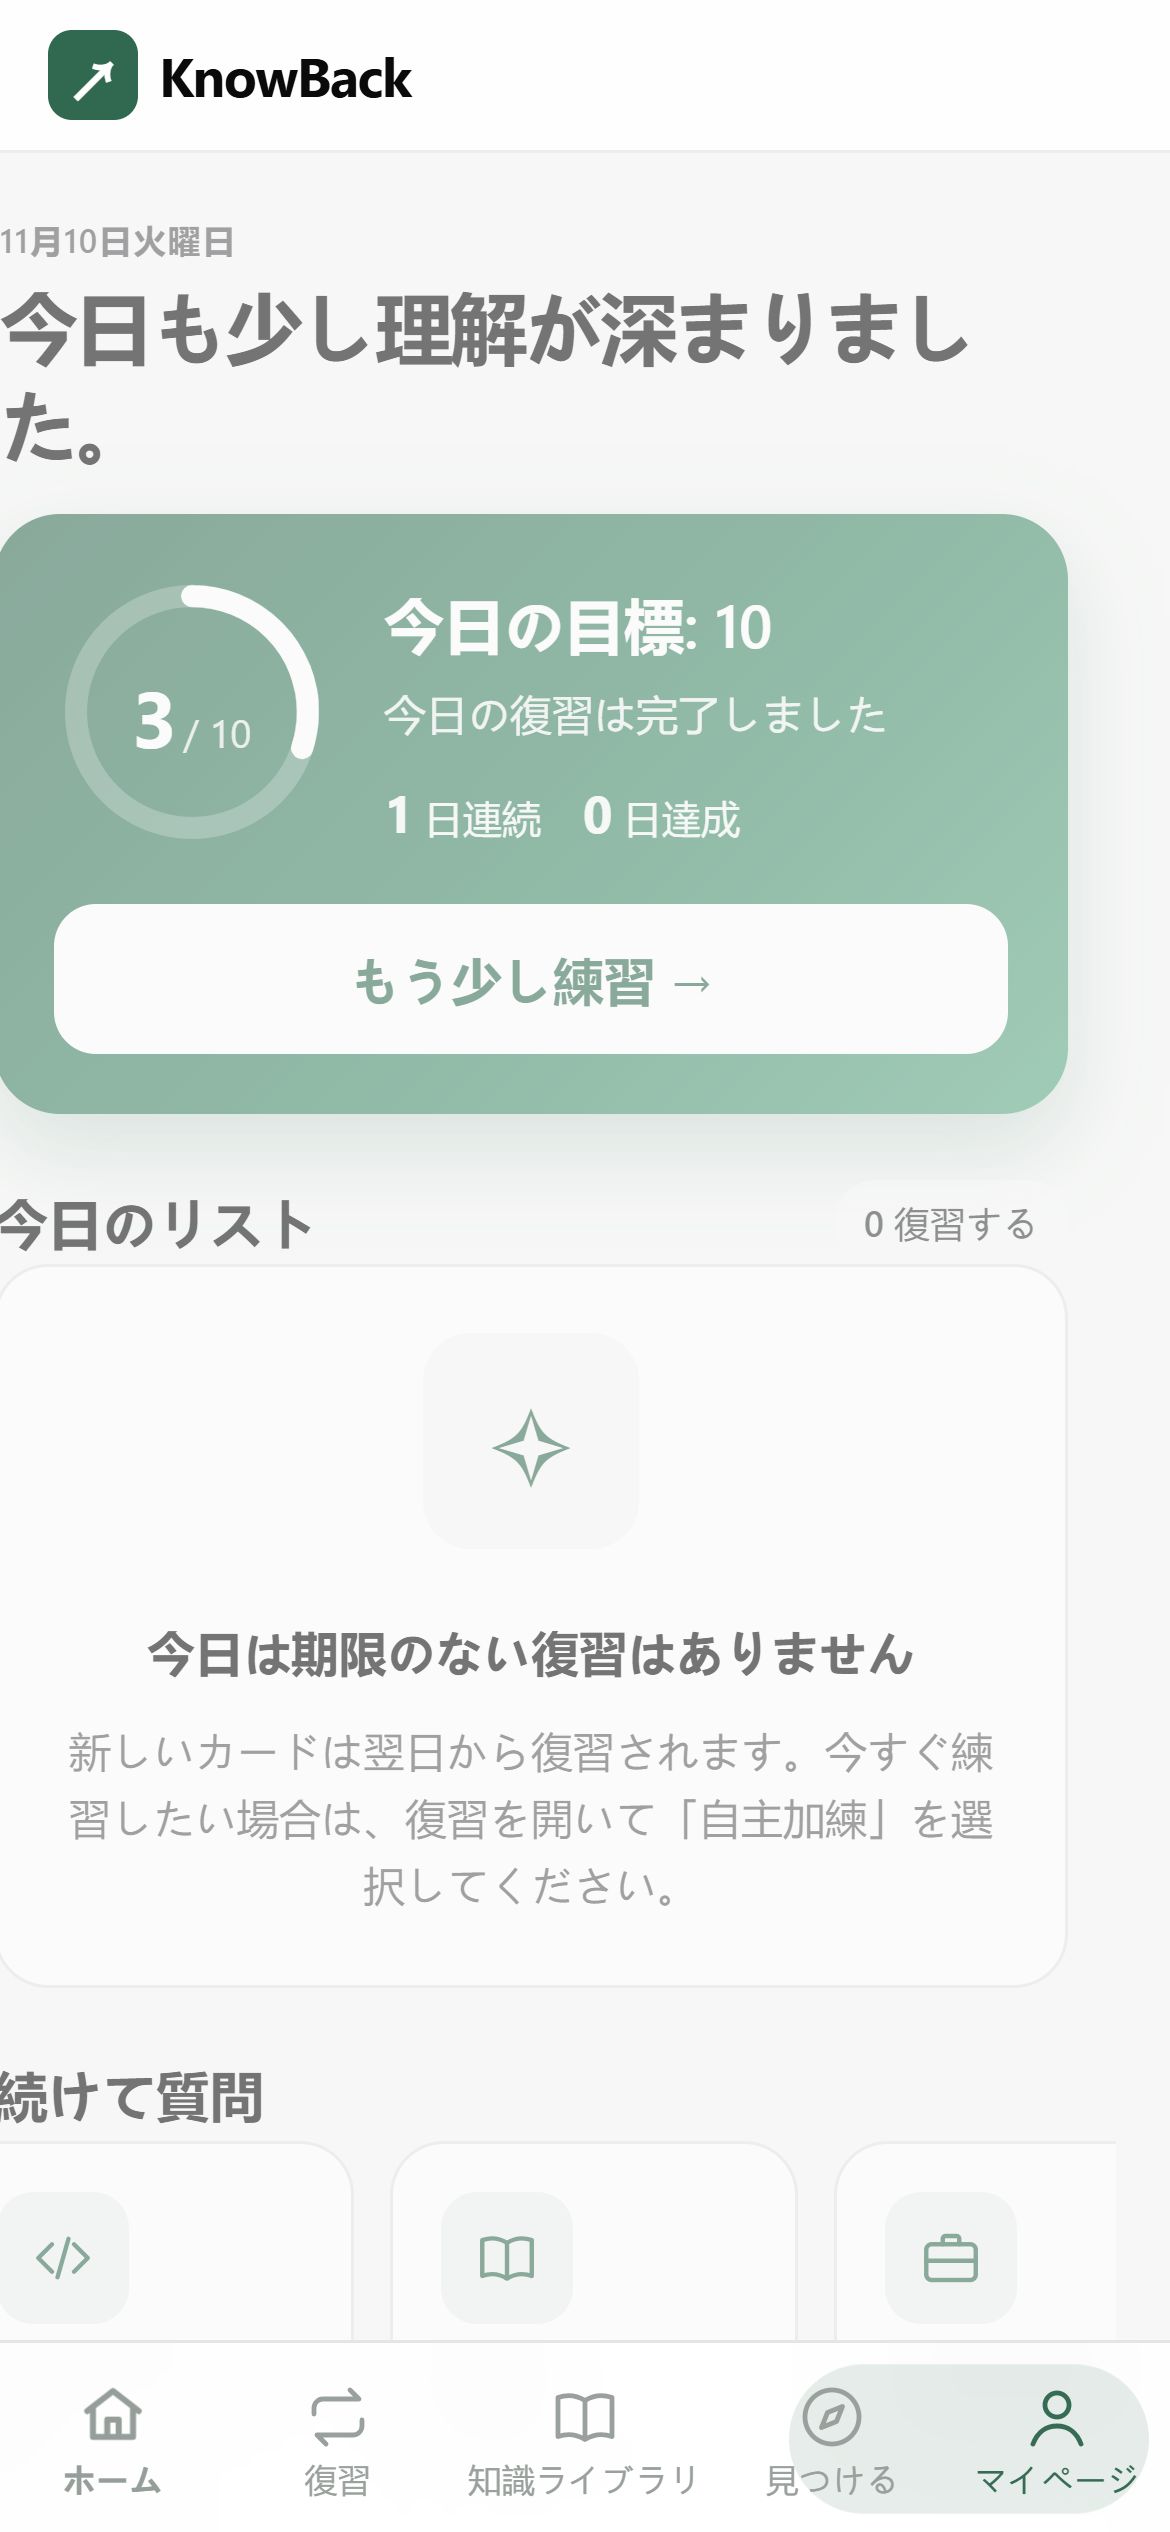 KnowBack
11月10日火曜日
今日も少し理解が深まりまし
た。
今日の目標: 10
3 / 10
今日の復習は完了しました
1 日連続 0 日達成
もう少し練習 →
今日のリスト
0 復習する
今日は期限のない復習はありません
新しいカードは翌日から復習されます。今すぐ練
習したい場合は、復習を開いて「自主加練」を選
択してください。
続けて質問
ホーム
復習
知識ライブラリ
見つける
マイページ